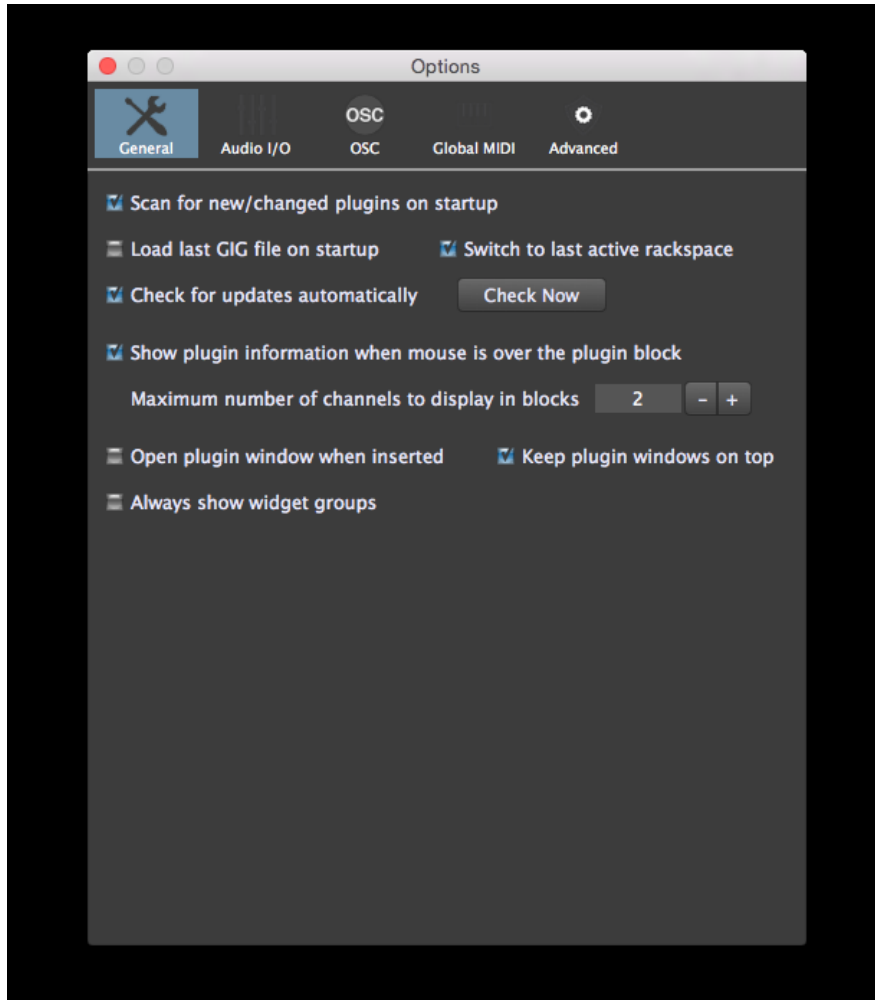 Options
General Audio I/O OSC OSC Global MIDI Advanced
Scan for new/changed plugins on startup
Load last GIG file on startup Switch to last active rackspace
Check for updates automatically Check Now
Show plugin information when mouse is over the plugin block
Maximum number of channels to display in blocks 2 - +
Open plugin window when inserted Keep plugin windows on top
Always show widget groups